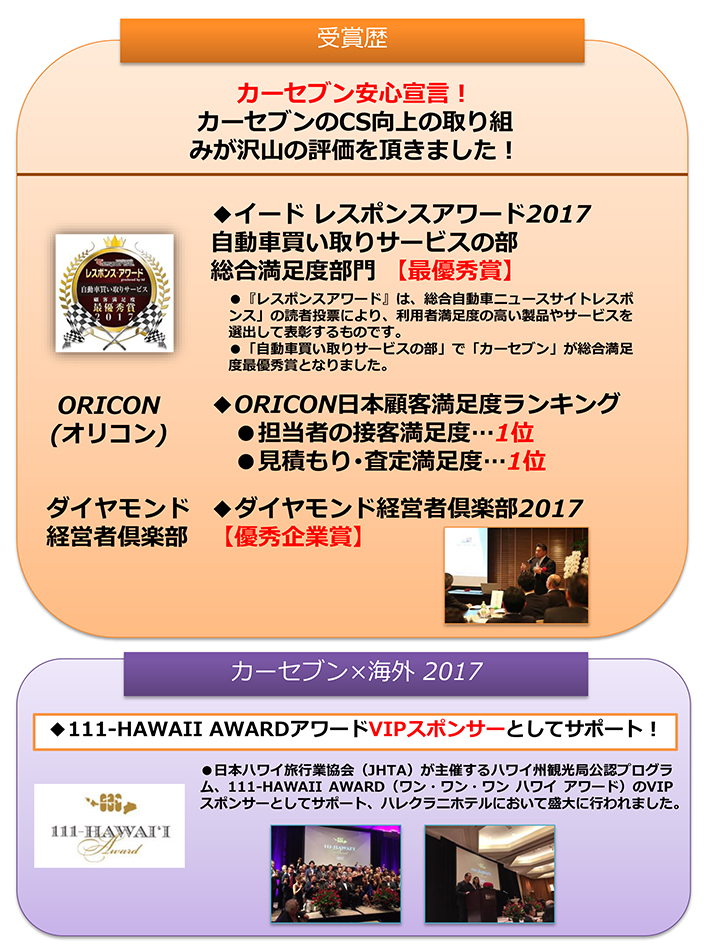 受賞歴
カーセブン安心宣言！
カーセブンのCS向上の取り組
みが沢山の評価を頂きました！
◆イード レスポンスアワード2017
自動車買い取りサービスの部
総合満足度部門 【最優秀賞】
レスポンス・アワード
自動車買い取りサービス
顧客満足度
最優秀賞
2017
●『レスポンスアワード』は、総合自動車ニュースサイトレスポ
ンス」の読者投票により、利用者満足度の高い製品やサービスを
選出して表彰するものです。
●「自動車買い取りサービスの部」で「カーセブン」が総合満足
度最優秀賞となりました。
ORICON
(オリコン)
◆ORICON日本顧客満足度ランキング
●担当者の接客満足度…1位
●見積もり・査定満足度…1位
ダイヤモンド
経営者倶楽部
◆ダイヤモンド経営者倶楽部2017
【優秀企業賞】
カーセブン×海外 2017
◆111-HAWAII AWARDアワードVIPスポンサーとしてサポート！
●日本ハワイ旅行業協会（JHTA）が主催するハワイ州観光局公認プログラ
ム、111-HAWAII AWARD（ワン・ワン・ワン ハワイ アワード）のVIP
スポンサーとしてサポート、ハレクラニホテルにおいて盛大に行われました。
111-HAWAI'I
Award
111-HAWAI'I
Award